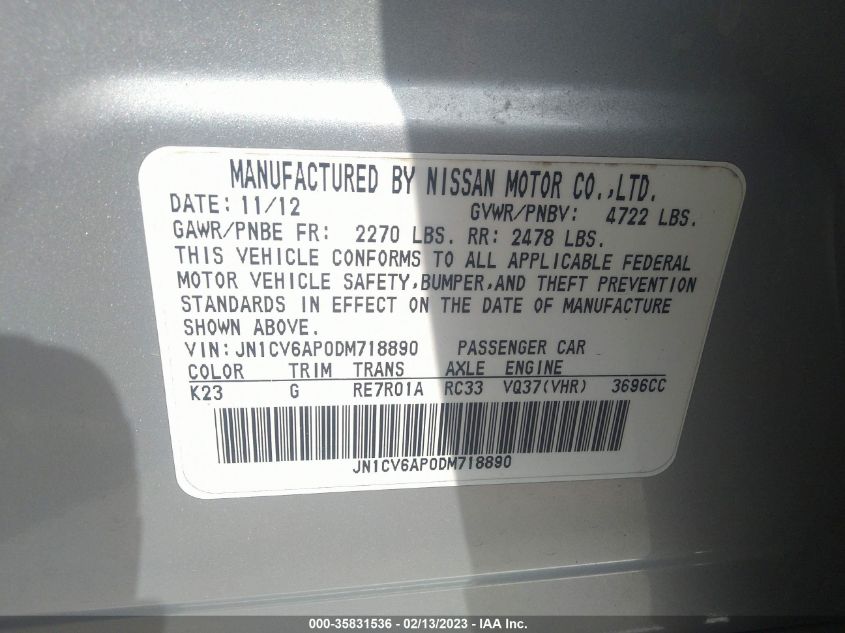 MANUFACTURED BY NISSAN MOTOR CO.,LTD.
DATE: 11/12 GVWR/PNBV: 4722 LBS.
GAWR/PNBE FR: 2270 LBS. RR: 2478 LBS.
THIS VEHICLE CONFORMS TO ALL APPLICABLE FEDERAL
MOTOR VEHICLE SAFETY,BUMPER,AND THEFT PREVENTION
STANDARDS IN EFFECT ON THE DATE OF MANUFACTURE
SHOWN ABOVE.
VIN:JN1CV6AP0DM718890 PASSENGER CAR
COLOR TRIM TRANS AXLE ENGINE
K23 G RE7R01A RC33 VQ37(VHR) 3696CC
JN1CV6AP0DM718890
000-35831536 - 02/13/2023 - IAA Inc.